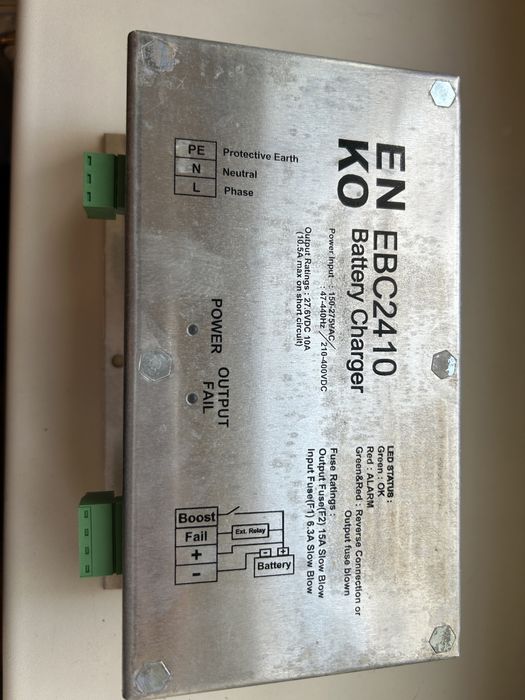 EN
KO
EBC2410
Battery Charger
Power Input : 150-275VAC/
: 47-440Hz / 210-400VDC
Output Ratings : 27.6VDC 10A
(10.5A max on short circuit)
PE Protective Earth
N Neutral
L Phase
POWER
OUTPUT
FAIL
LED STATUS :
Green : OK
Red : ALARM
Green&Red : Reverse Connection or
Output fuse blown
Fuse Ratings :
Output Fuse(F2) 15A Slow Blow
Input Fuse(F1) 6.3A Slow Blow
Boost
Fail
+
-
Ext. Relay
- +
Battery